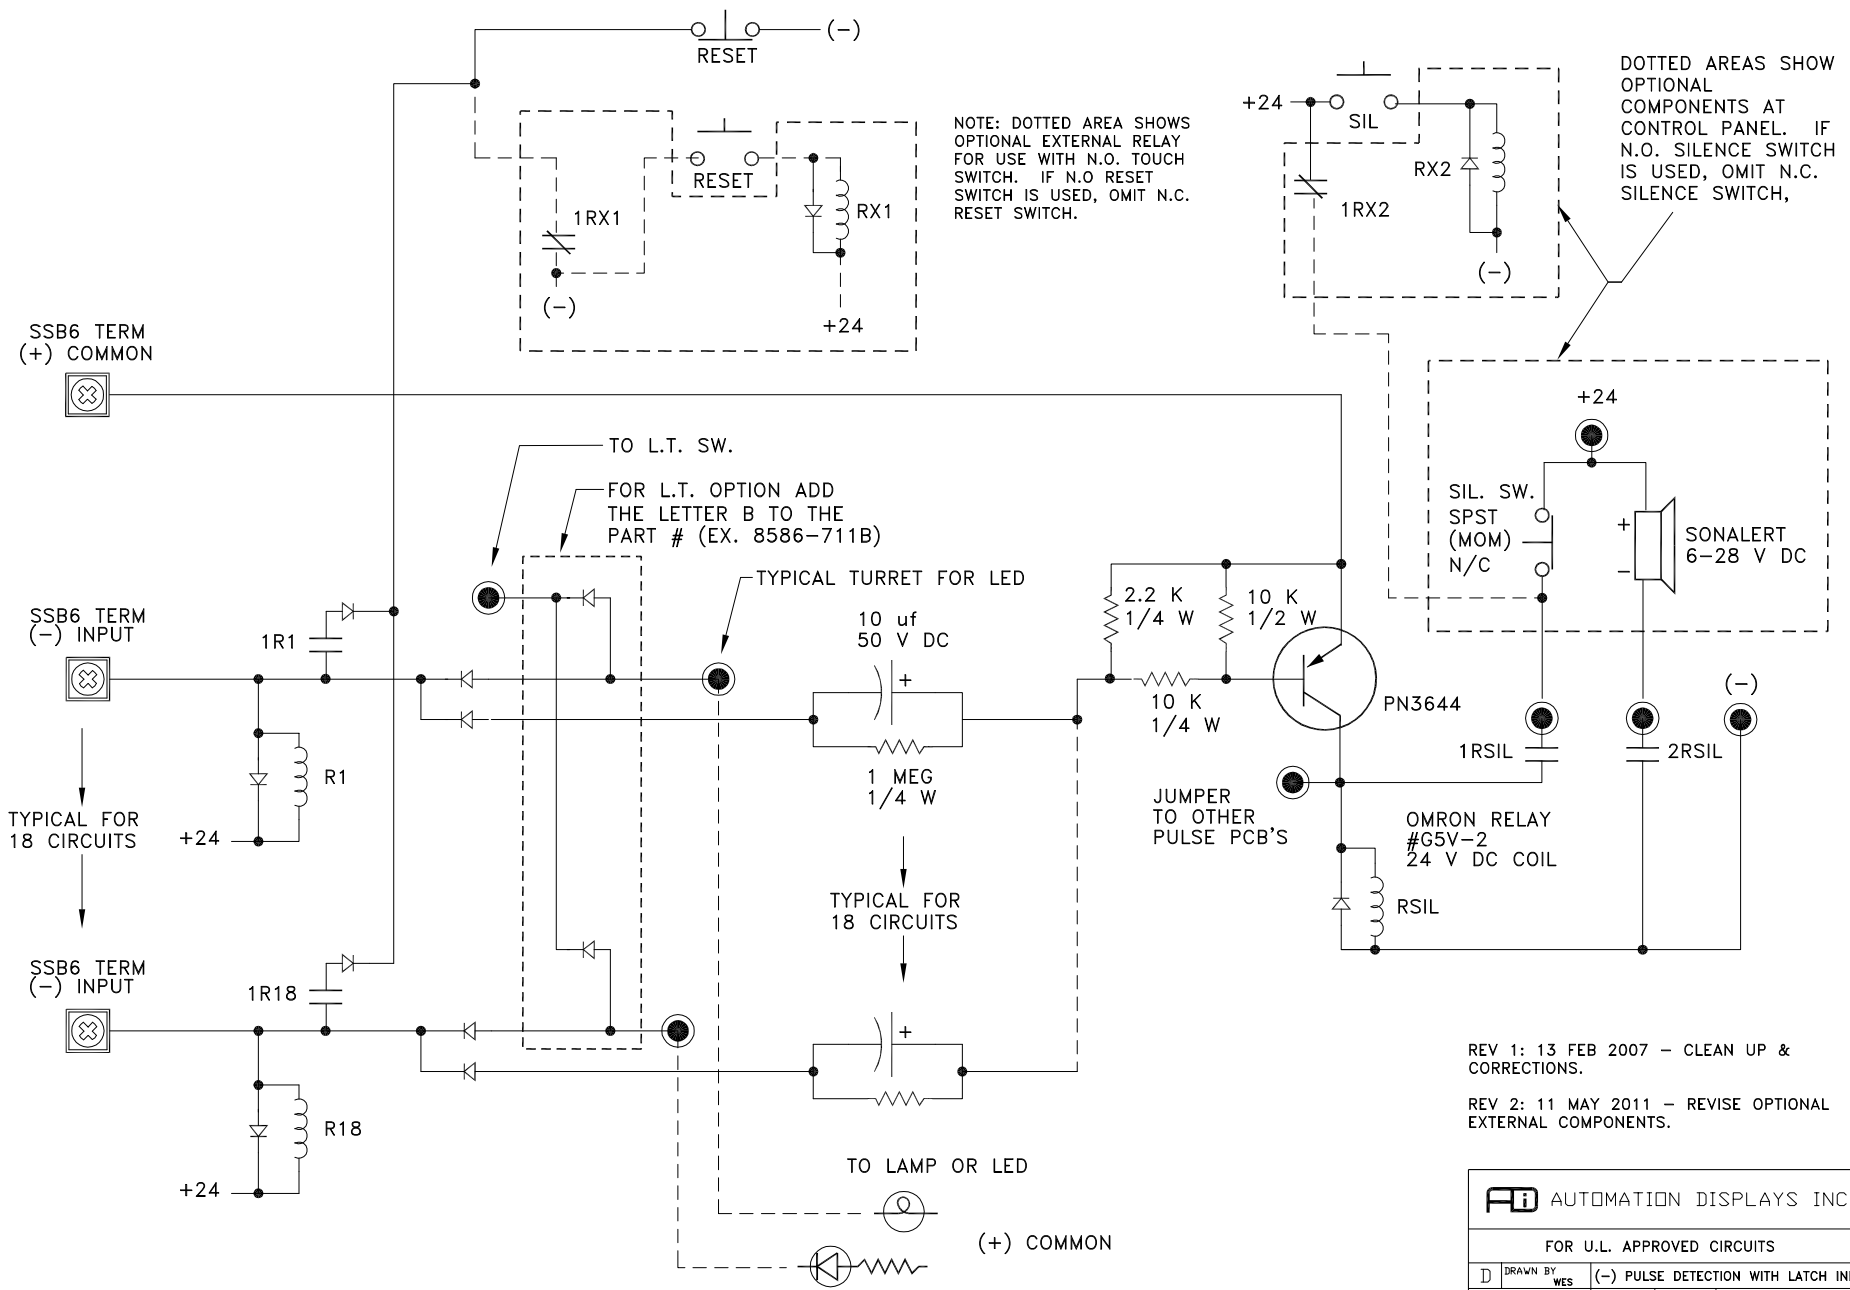 (-)
RESET
DOTTED AREAS SHOW
OPTIONAL
COMPONENTS AT
CONTROL PANEL. IF
N.O. SILENCE SWITCH
IS USED, OMIT N.C.
SILENCE SWITCH,
+24
SIL
RX2
1RX2
(-)
NOTE: DOTTED AREA SHOWS
OPTIONAL EXTERNAL RELAY
FOR USE WITH N.O. TOUCH
SWITCH. IF N.O RESET
SWITCH IS USED, OMIT N.C.
RESET SWITCH.
RESET
1RX1
RX1
(-)
+24
SSB6 TERM
(+) COMMON
TO L.T. SW.
FOR L.T. OPTION ADD
THE LETTER B TO THE
PART # (EX. 8586-711B)
+24
SIL. SW.
SPST
(MOM)
N/C
+
-
SONALERT
6-28 V DC
TYPICAL TURRET FOR LED
SSB6 TERM
(-) INPUT
1R1
10 uf
50 V DC
+
2.2 K
1/4 W
10 K
1/2 W
10 K
1/4 W
PN3644
(-)
1RSIL
2RSIL
R1
+24
1 MEG
1/4 W
TYPICAL FOR
18 CIRCUITS
JUMPER
TO OTHER
PULSE PCB'S
OMRON RELAY
#G5V-2
24 V DC COIL
TYPICAL FOR
18 CIRCUITS
RSIL
SSB6 TERM
(-) INPUT
1R18
+
R18
+24
REV 1: 13 FEB 2007 - CLEAN UP &
CORRECTIONS.
REV 2: 11 MAY 2011 - REVISE OPTIONAL
EXTERNAL COMPONENTS.
TO LAMP OR LED
(+) COMMON
ADi AUTOMATION DISPLAYS INC
FOR U.L. APPROVED CIRCUITS
D DRAWN BY WES (-) PULSE DETECTION WITH LATCH